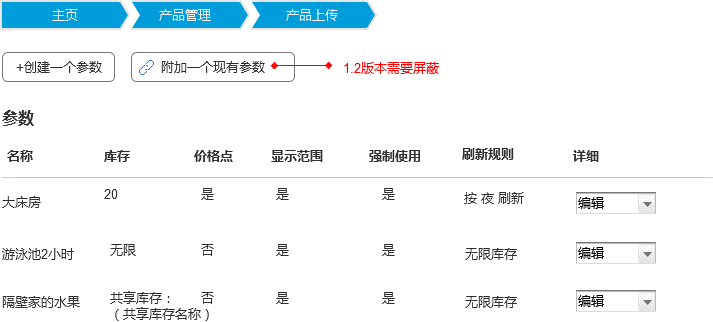 主页 产品管理 产品上传
+创建一个参数 附加一个现有参数 1.2版本需要屏蔽
参数
名称 库存 价格点 显示范围 强制使用 刷新规则 详细
大床房 20 是 是 是 按 夜 刷新 编辑
游泳池2小时 无限 否 是 是 无限库存 编辑
隔壁家的水果 共享库存： 否 是 是 无限库存 编辑
（共享库存名称）